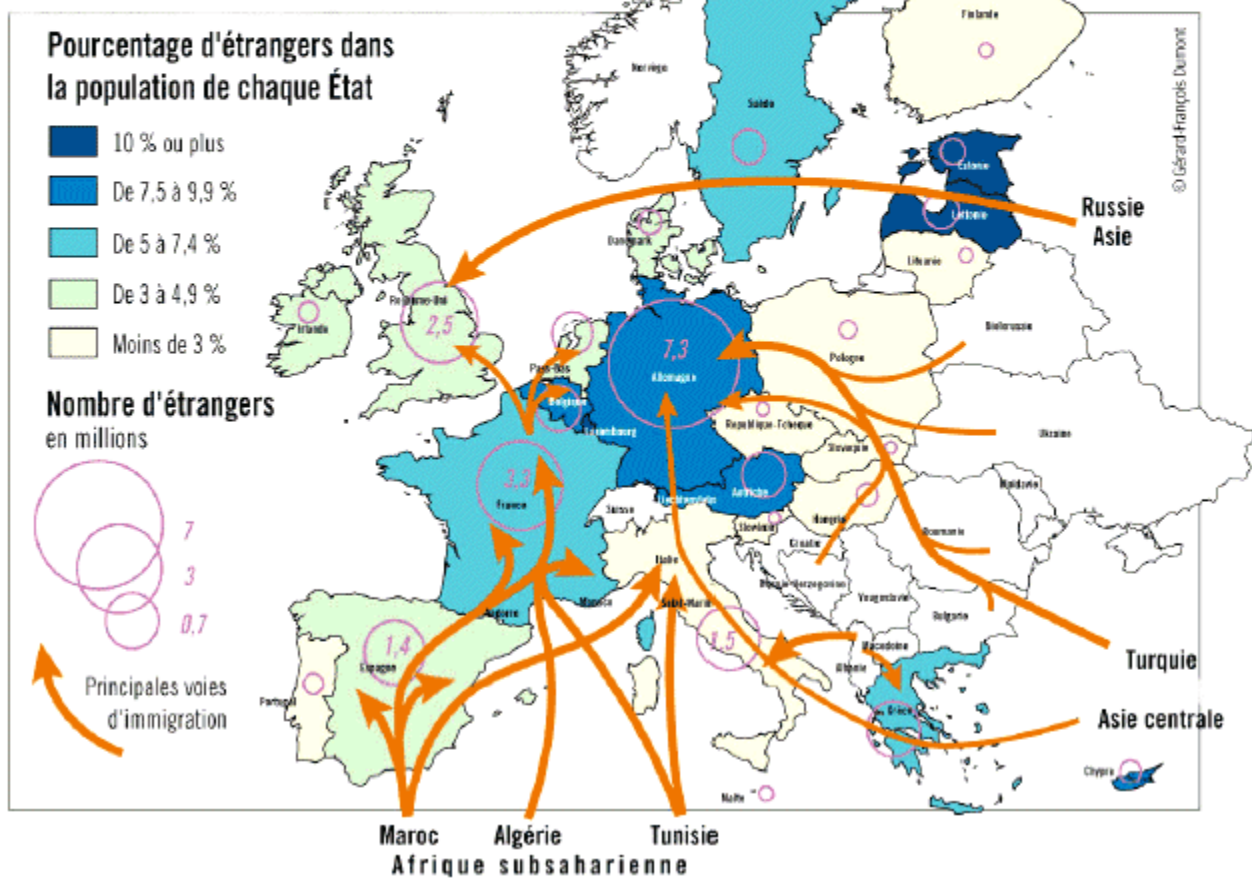 Pourcentage d'étrangers dans
la population de chaque État
10 % ou plus
De 7,5 à 9,9 %
De 5 à 7,4 %
De 3 à 4,9 %
Moins de 3 %
Nombre d'étrangers
en millions
7
3
0,7
Principales voies
d'immigration
© Gérard-François Dumont
Finlande
Norvège
Suède
Estonie
Lettonie
Lituanie
Danemark
Russie
Asie
Irlande
Royaume-Uni
2,5
Pays-Bas
Belgique
Luxembourg
7,3
Allemagne
Pologne
Biélorussie
République-Tchèque
Ukraine
Slovaquie
3,3
France
Suisse
Liechtenstein
Autriche
Hongrie
Moldavie
Slovénie
Croatie
Roumanie
Italie
Monaco
Saint-Marin
Bosnie-Herzégovine
Yougoslavie
Bulgarie
Andorre
1,4
Espagne
Portugal
1,5
Macédoine
Albanie
Grèce
Turquie
Asie centrale
Chypre
Malte
Maroc
Algérie
Tunisie
Afrique subsaharienne